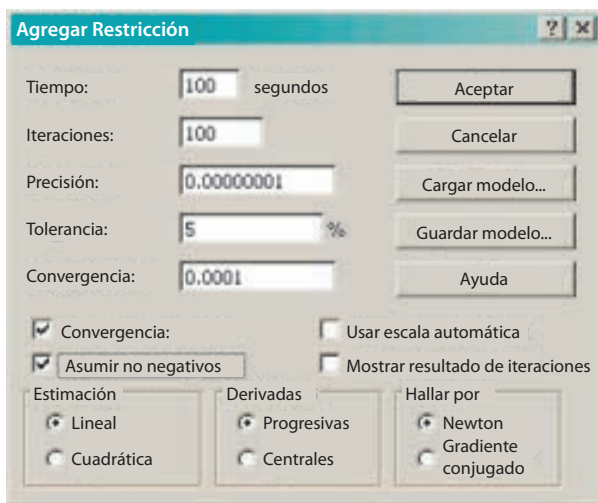 Agregar Restricción
Tiempo: 100 segundos
Aceptar
Iteraciones: 100
Cancelar
Precisión: 0.00000001
Cargar modelo...
Tolerancia: 5 %
Guardar modelo...
Convergencia: 0.0001
Ayuda
Convergencia:
Usar escala automática
Asumir no negativos
Mostrar resultado de iteraciones
Estimación
Lineal
Cuadrática
Derivadas
Progresivas
Centrales
Hallar por
Newton
Gradiente
conjugado